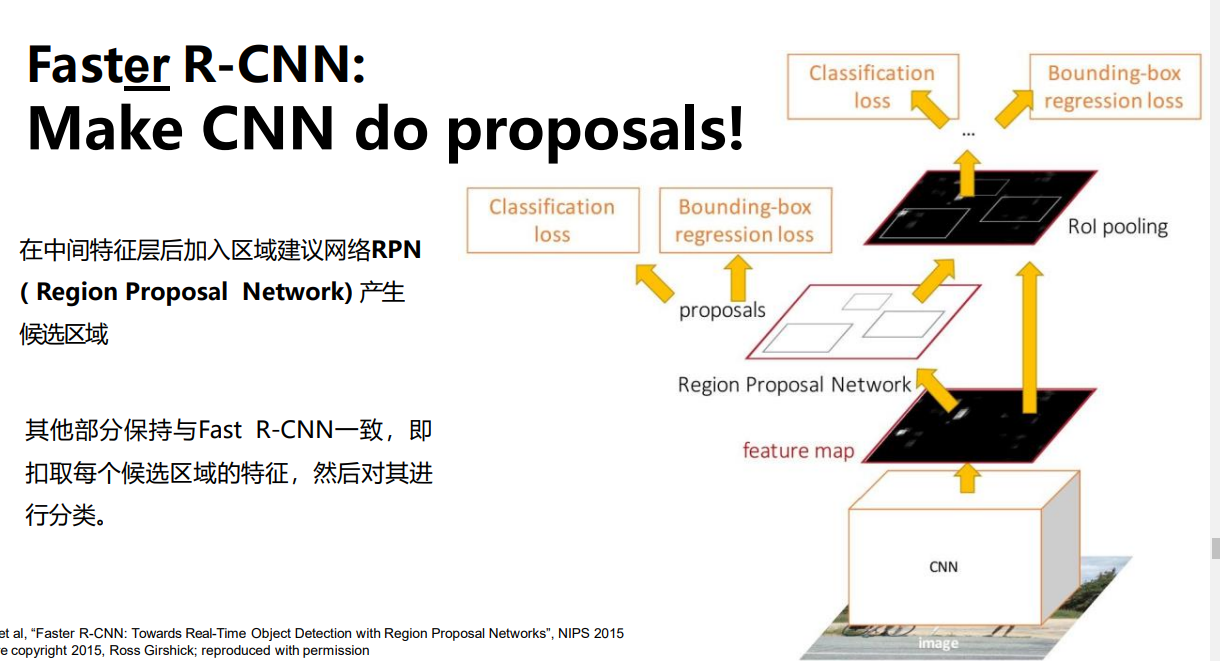 Faster R-CNN:
Make CNN do proposals!
在中间特征层后加入区域建议网络RPN
( Region Proposal Network) 产生
候选区域
其他部分保持与Fast R-CNN一致，即
扣取每个候选区域的特征，然后对其进
行分类。
Classification
loss
Bounding-box
regression loss
...
RoI pooling
Classification
loss
Bounding-box
regression loss
proposals
Region Proposal Network
feature map
CNN
image
et al, “Faster R-CNN: Towards Real-Time Object Detection with Region Proposal Networks”, NIPS 2015
copyright 2015, Ross Girshick; reproduced with permission